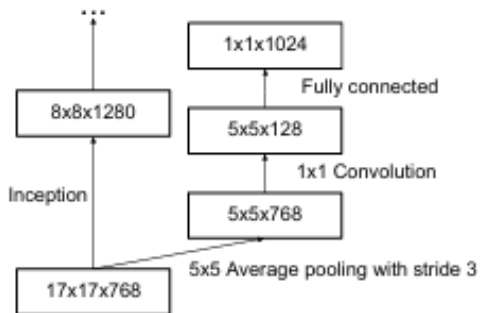 ...
1x1x1024
Fully connected
8x8x1280
5x5x128
1x1 Convolution
Inception
5x5x768
5x5 Average pooling with stride 3
17x17x768